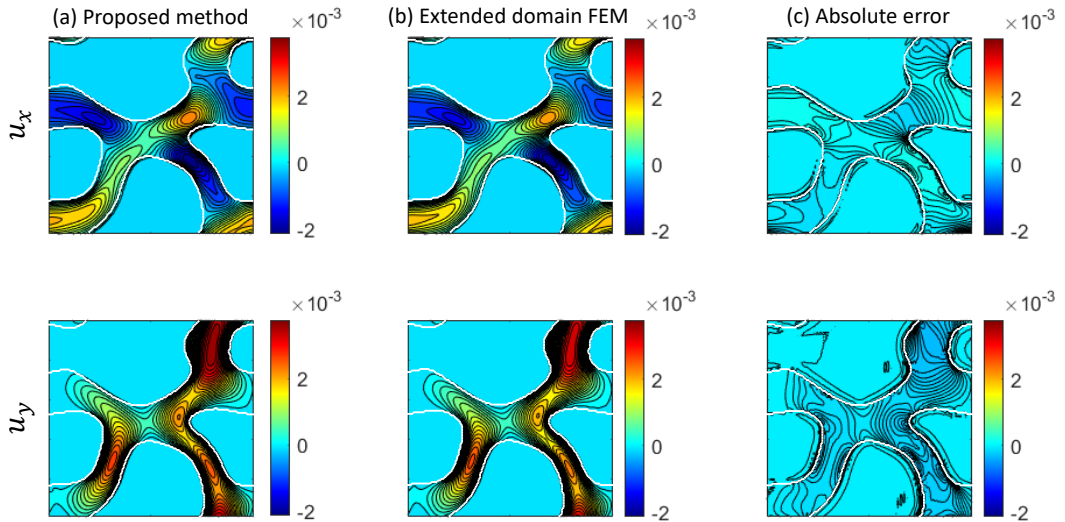 (a) Proposed method (b) Extended domain FEM (c) Absolute error
× 10⁻³ × 10⁻³ × 10⁻³
uₓ
2 2 2
0 0 0
-2 -2 -2
× 10⁻³ × 10⁻³ × 10⁻³
u_y
2 2 2
0 0 0
-2 -2 -2